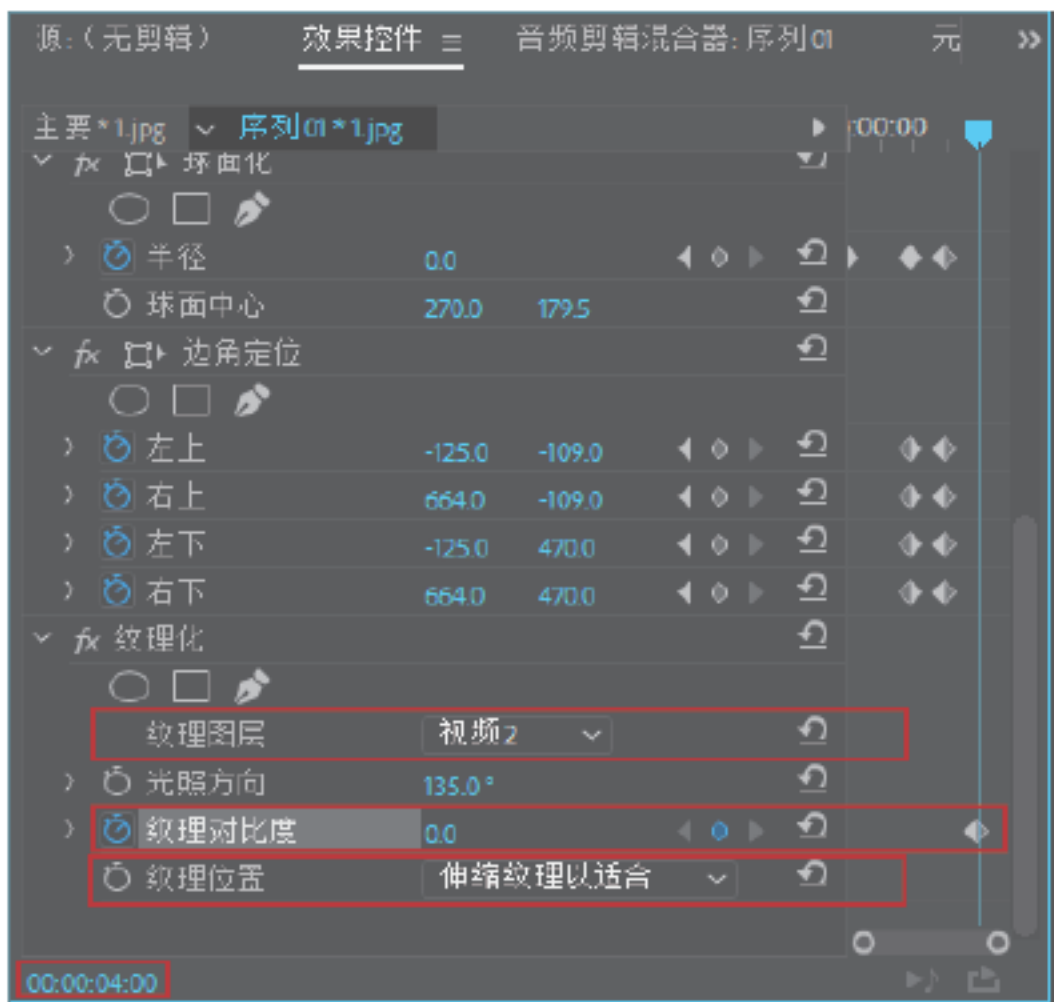 源:（无剪辑） 效果控件 音频剪辑混合器: 序列 01 元 »
主要*1.jpg 序列 01*1.jpg :00:00
fx 球面化
半径 0.0
球面中心 270.0 179.5
fx 边角定位
左上 -125.0 -109.0
右上 664.0 -109.0
左下 -125.0 470.0
右下 664.0 470.0
fx 纹理化
纹理图层 视频 2
光照方向 135.0 °
纹理对比度 0.0
纹理位置 伸缩纹理以适合
00:00:04:00